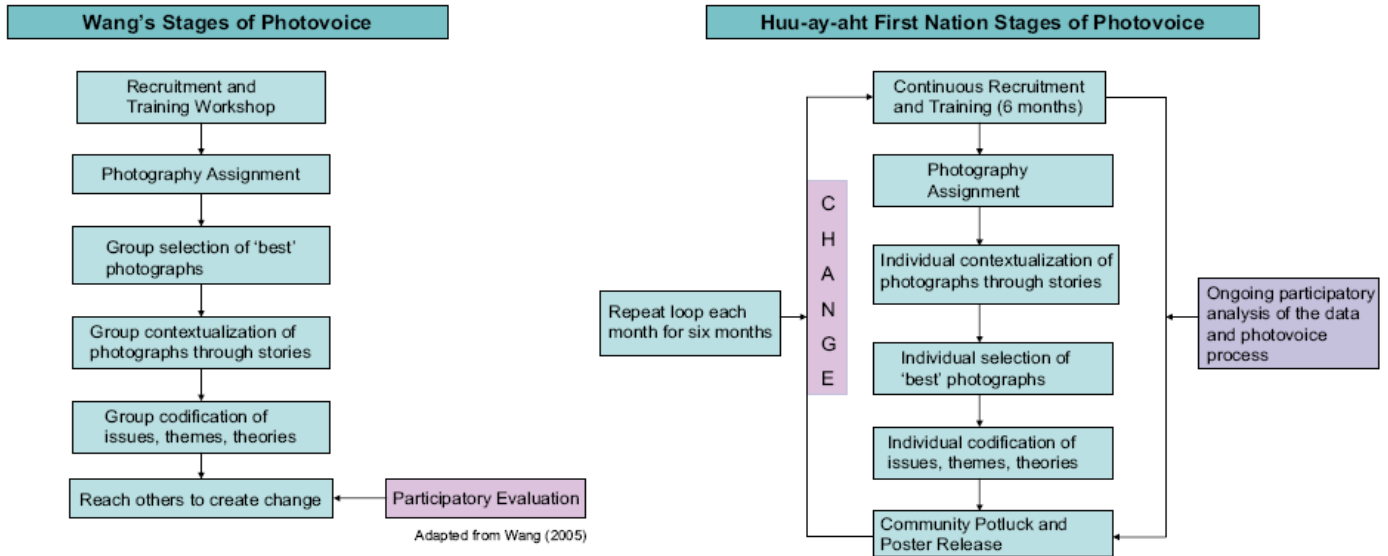 Wang's Stages of Photovoice
Recruitment and
Training Workshop
Photography Assignment
Group selection of ‘best’
photographs
Group contextualization of
photographs through stories
Group codification of
issues, themes, theories
Reach others to create change
Participatory Evaluation
Adapted from Wang (2005)
Huu-ay-aht First Nation Stages of Photovoice
Continuous Recruitment
and Training (6 months)
Photography
Assignment
Individual contextualization of
photographs through stories
Individual selection of
‘best’ photographs
Individual codification of
issues, themes, theories
Community Potluck and
Poster Release
Repeat loop each
month for six months
C
H
A
N
G
E
Ongoing participatory
analysis of the data
and photovoice
process